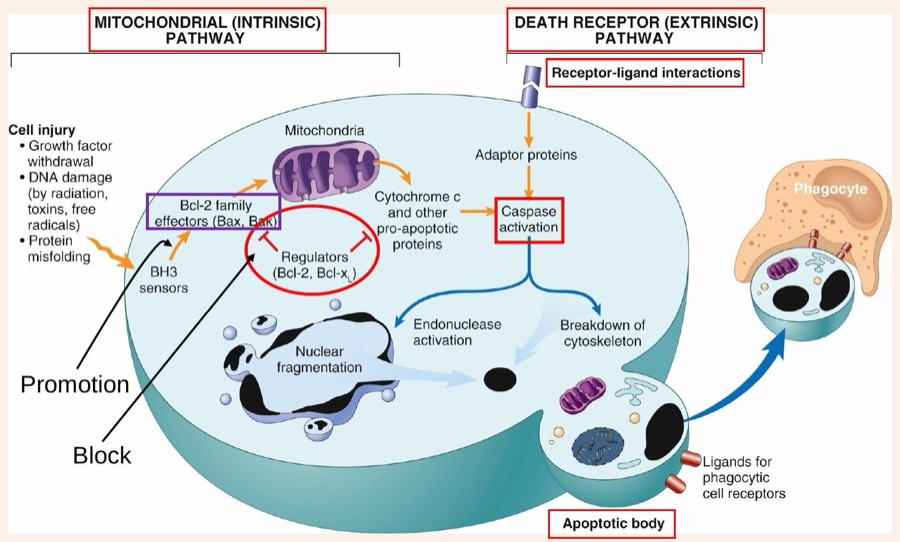 MITOCHONDRIAL (INTRINSIC)
PATHWAY
DEATH RECEPTOR (EXTRINSIC)
PATHWAY
Receptor-ligand interactions
Cell injury
• Growth factor
withdrawal
• DNA damage
(by radiation,
toxins, free
radicals)
• Protein
misfolding
Mitochondria
Adaptor proteins
Bcl-2 family
effectors (Bax, Bak)
Cytochrome c
and other
pro-apoptotic
proteins
Caspase
activation
Phagocyte
BH3
sensors
Regulators
(Bcl-2, Bcl-xL)
Endonuclease
activation
Breakdown of
cytoskeleton
Nuclear
fragmentation
Promotion
Block
Ligands for
phagocytic
cell receptors
Apoptotic body